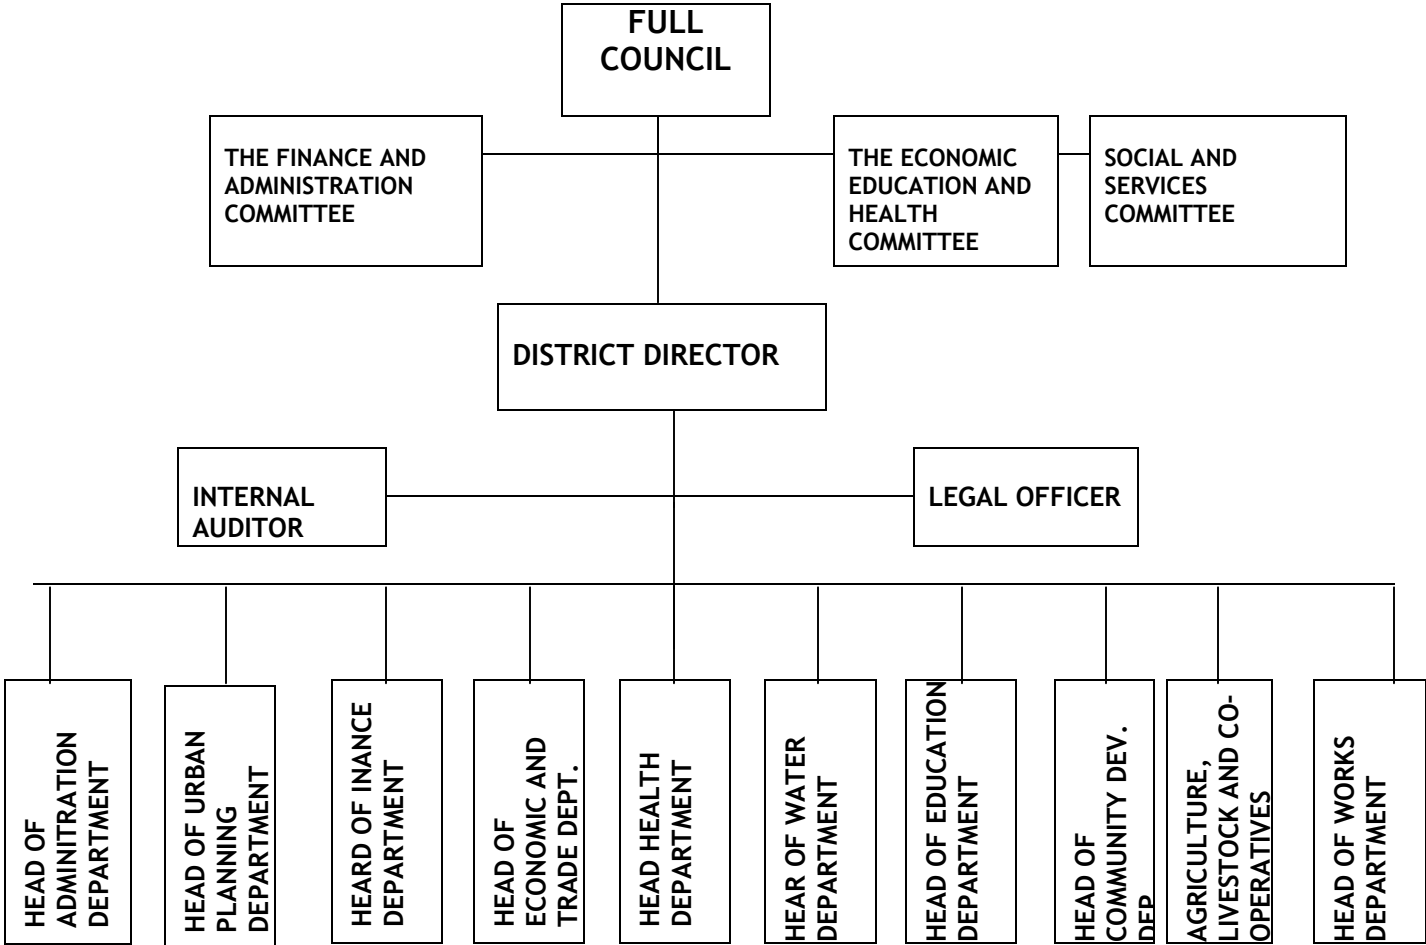 FULL
COUNCIL
THE FINANCE AND
ADMINISTRATION
COMMITTEE
THE ECONOMIC
EDUCATION AND
HEALTH
COMMITTEE
SOCIAL AND
SERVICES
COMMITTEE
DISTRICT DIRECTOR
INTERNAL
AUDITOR
LEGAL OFFICER
HEAD OF
ADMINITRATION
DEPARTMENT
HEAD OF URBAN
PLANNING
DEPARTMENT
HEARD OF INANCE
DEPARTMENT
HEAD OF
ECONOMIC AND
TRADE DEPT.
HEAD HEALTH
DEPARTMENT
HEAR OF WATER
DEPARTMENT
HEAD OF EDUCATION
DEPARTMENT
HEAD OF
COMMUNITY DEV.
DEP
AGRICULTURE,
LIVESTOCK AND CO-
OPERATIVES
HEAD OF WORKS
DEPARTMENT